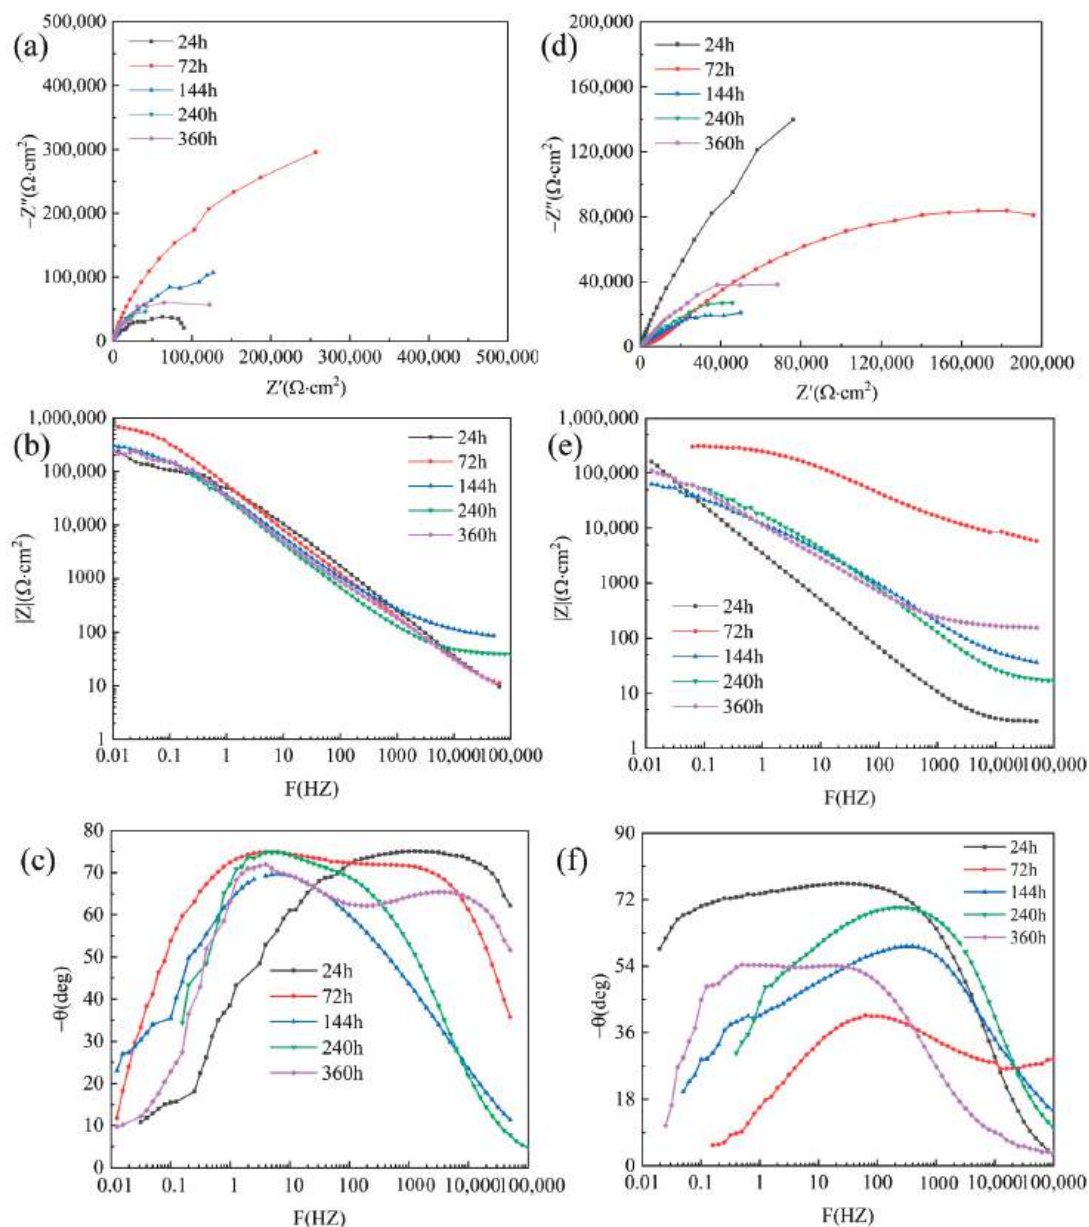 (a)
500,000
400,000
300,000
200,000
100,000
0
−Z″(Ω·cm²)
24h
72h
144h
240h
360h
0 100,000 200,000 300,000 400,000 500,000
Z′(Ω·cm²)
(d)
200,000
160,000
120,000
80,000
40,000
0
−Z″(Ω·cm²)
24h
72h
144h
240h
360h
0 40,000 80,000 120,000 160,000 200,000
Z′(Ω·cm²)
(b)
1,000,000
100,000
10,000
1000
100
10
1
|Z|(Ω·cm²)
24h
72h
144h
240h
360h
0.01 0.1 1 10 100 1000 10,000 100,000
F(HZ)
(e)
1,000,000
100,000
10,000
1000
100
10
1
|Z|(Ω·cm²)
24h
72h
144h
240h
360h
0.01 0.1 1 10 100 1000 10,000 100,000
F(HZ)
(c)
80
70
60
50
40
30
20
10
0
−θ(deg)
24h
72h
144h
240h
360h
0.01 0.1 1 10 100 1000 10,000 100,000
F(HZ)
(f)
90
72
54
36
18
0
−θ(deg)
24h
72h
144h
240h
360h
0.01 0.1 1 10 100 1000 10,000 100,000
F(HZ)